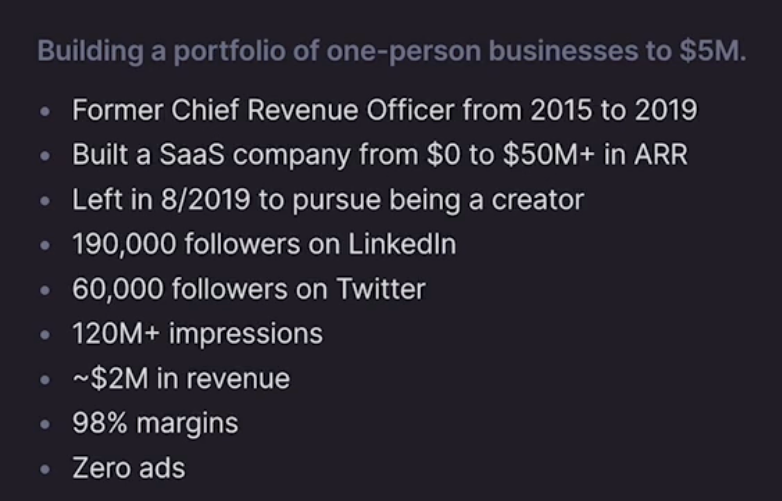 Building a portfolio of one-person businesses to $5M.
• Former Chief Revenue Officer from 2015 to 2019
• Built a SaaS company from $0 to $50M+ in ARR
• Left in 8/2019 to pursue being a creator
• 190,000 followers on LinkedIn
• 60,000 followers on Twitter
• 120M+ impressions
• ~$2M in revenue
• 98% margins
• Zero ads